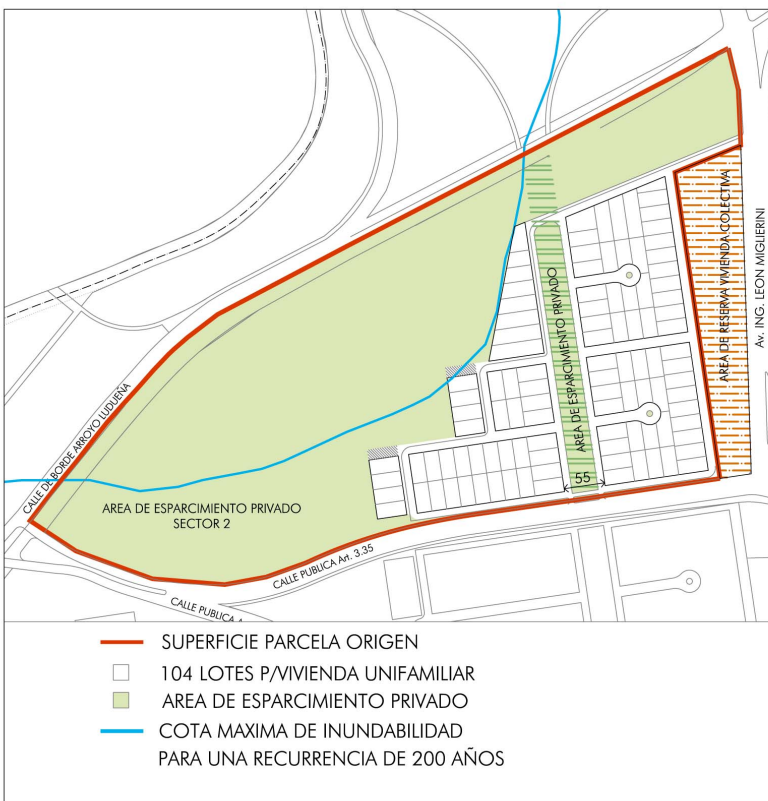 AREA DE RESERVA VIVIENDA COLECTIVA
Av. ING. LEON MIGLIERINI
AREA DE ESPARCIMIENTO PRIVADO
55
CALLE DE BORDE ARROYO LUDUEÑA
AREA DE ESPARCIMIENTO PRIVADO
SECTOR 2
CALLE PUBLICA Art. 3.35
CALLE PUBLICA
SUPERFICIE PARCELA ORIGEN
104 LOTES P/VIVIENDA UNIFAMILIAR
AREA DE ESPARCIMIENTO PRIVADO
COTA MAXIMA DE INUNDABILIDAD
PARA UNA RECURRENCIA DE 200 AÑOS